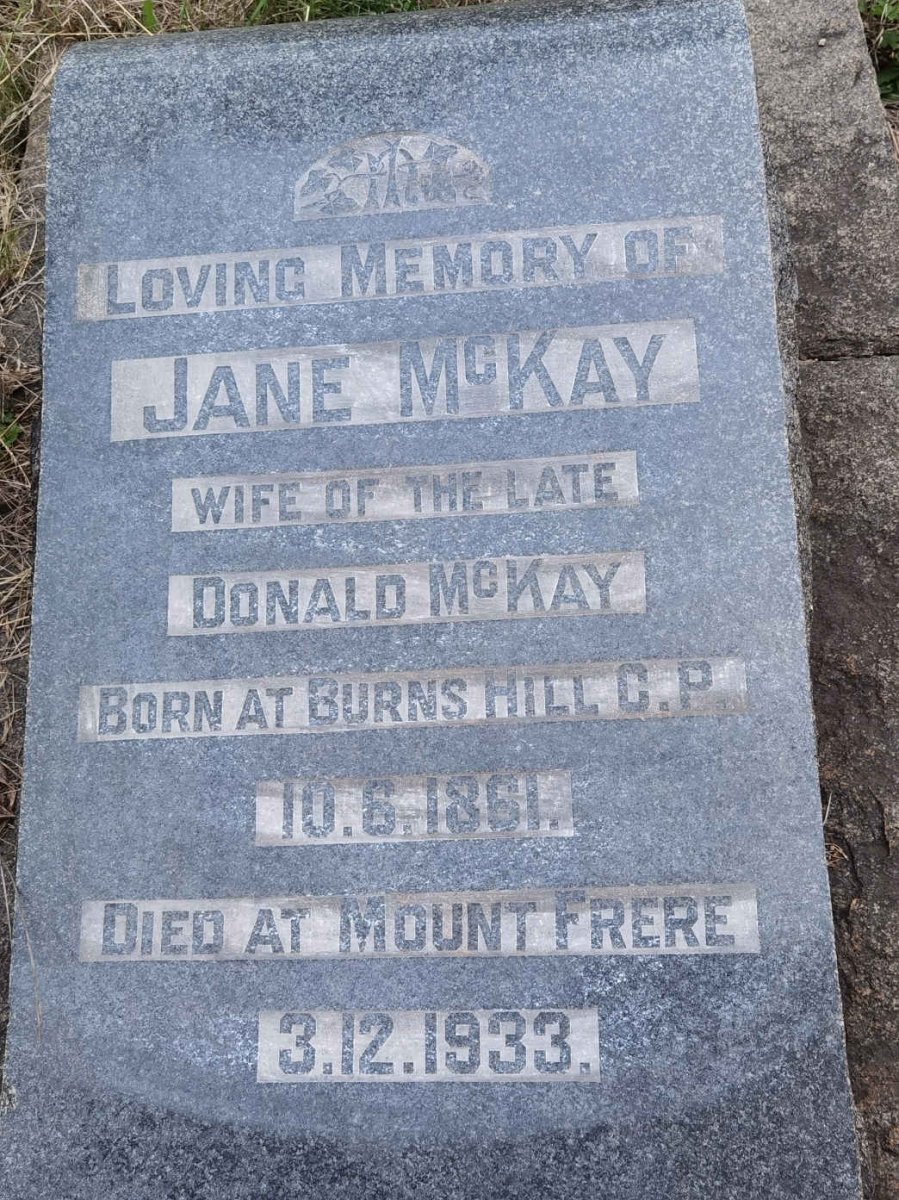 LOVING MEMORY OF
JANE McKAY
WIFE OF THE LATE
DONALD McKAY
BORN AT BURNS HILL C.P.
10.6.1861.
DIED AT MOUNT FRERE
3.12.1933.